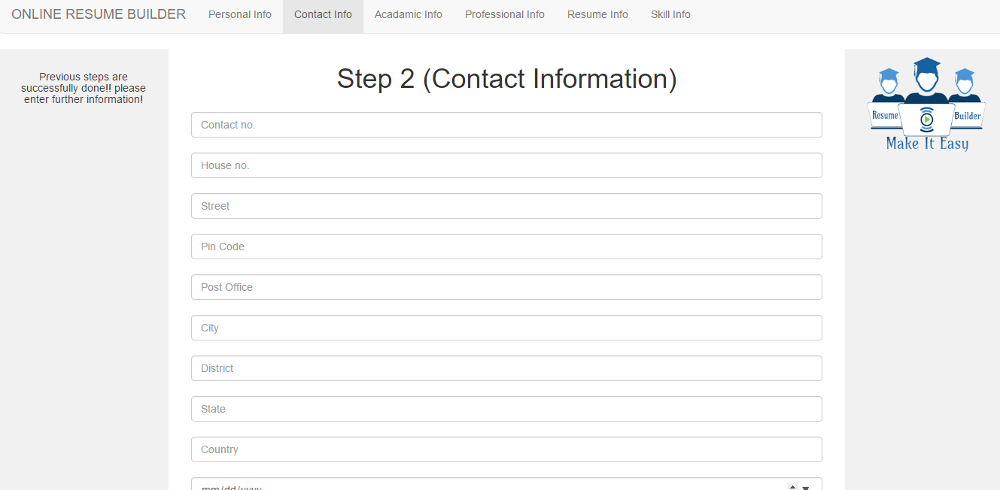 ONLINE RESUME BUILDER Personal Info Contact Info Acadamic Info Professional Info Resume Info Skill Info
Previous steps are
successfully done!! please
enter further information!
Step 2 (Contact Information)
Contact no.
House no.
Street
Pin Code
Post Office
City
District
State
Country
mm/dd/yyyy
Resume Builder
Make It Easy